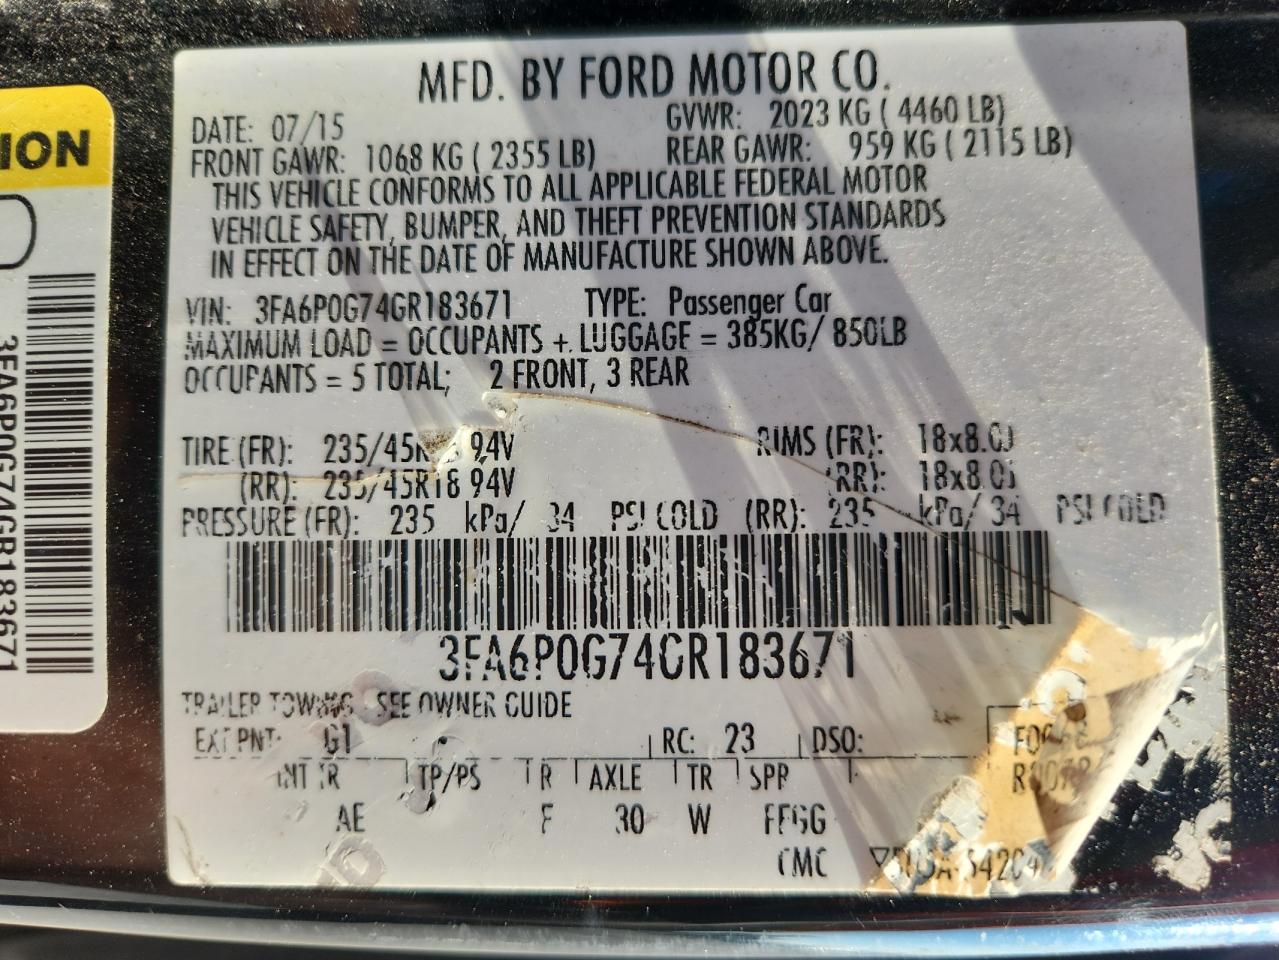 MFD. BY FORD MOTOR CO.
DATE: 07/15 GVWR: 2023 KG ( 4460 LB)
FRONT GAWR: 1068 KG ( 2355 LB) REAR GAWR: 959 KG ( 2115 LB)
THIS VEHICLE CONFORMS TO ALL APPLICABLE FEDERAL MOTOR
VEHICLE SAFETY, BUMPER, AND THEFT PREVENTION STANDARDS
IN EFFECT ON THE DATE OF MANUFACTURE SHOWN ABOVE.
VIN: 3FA6P0G74GR183671 TYPE: Passenger Car
MAXIMUM LOAD = OCCUPANTS + LUGGAGE = 385KG/ 850LB
OCCUPANTS = 5 TOTAL; 2 FRONT, 3 REAR
TIRE (FR): 235/45R 94V RIMS (FR): 18x8.0J
(RR): 235/45R18 94V (RR): 18x8.0J
PRESSURE (FR): 235 kPa/ 34 PSI COLD (RR): 235 kPa/ 34 PSI COLD
3FA6P0G74GR183671
TRAILER TOWING - SEE OWNER GUIDE
EXT PNT: G1 RC: 23 DSO:
INT TR TP/PS R AXLE TR SPR
AE F 30 W FFGG
CMC
ION
3FA6P0G74GR183671